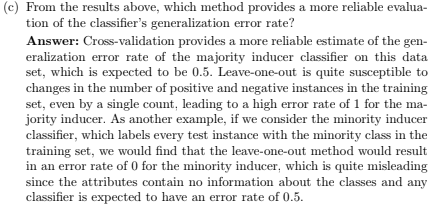 (c) From the results above, which method provides a more reliable evalua-
tion of the classifier's generalization error rate?
Answer: Cross-validation provides a more reliable estimate of the gen-
eralization error rate of the majority inducer classifier on this data
set, which is expected to be 0.5. Leave-one-out is quite susceptible to
changes in the number of positive and negative instances in the training
set, even by a single count, leading to a high error rate of 1 for the ma-
jority inducer. As another example, if we consider the minority inducer
classifier, which labels every test instance with the minority class in the
training set, we would find that the leave-one-out method would result
in an error rate of 0 for the minority inducer, which is quite misleading
since the attributes contain no information about the classes and any
classifier is expected to have an error rate of 0.5.